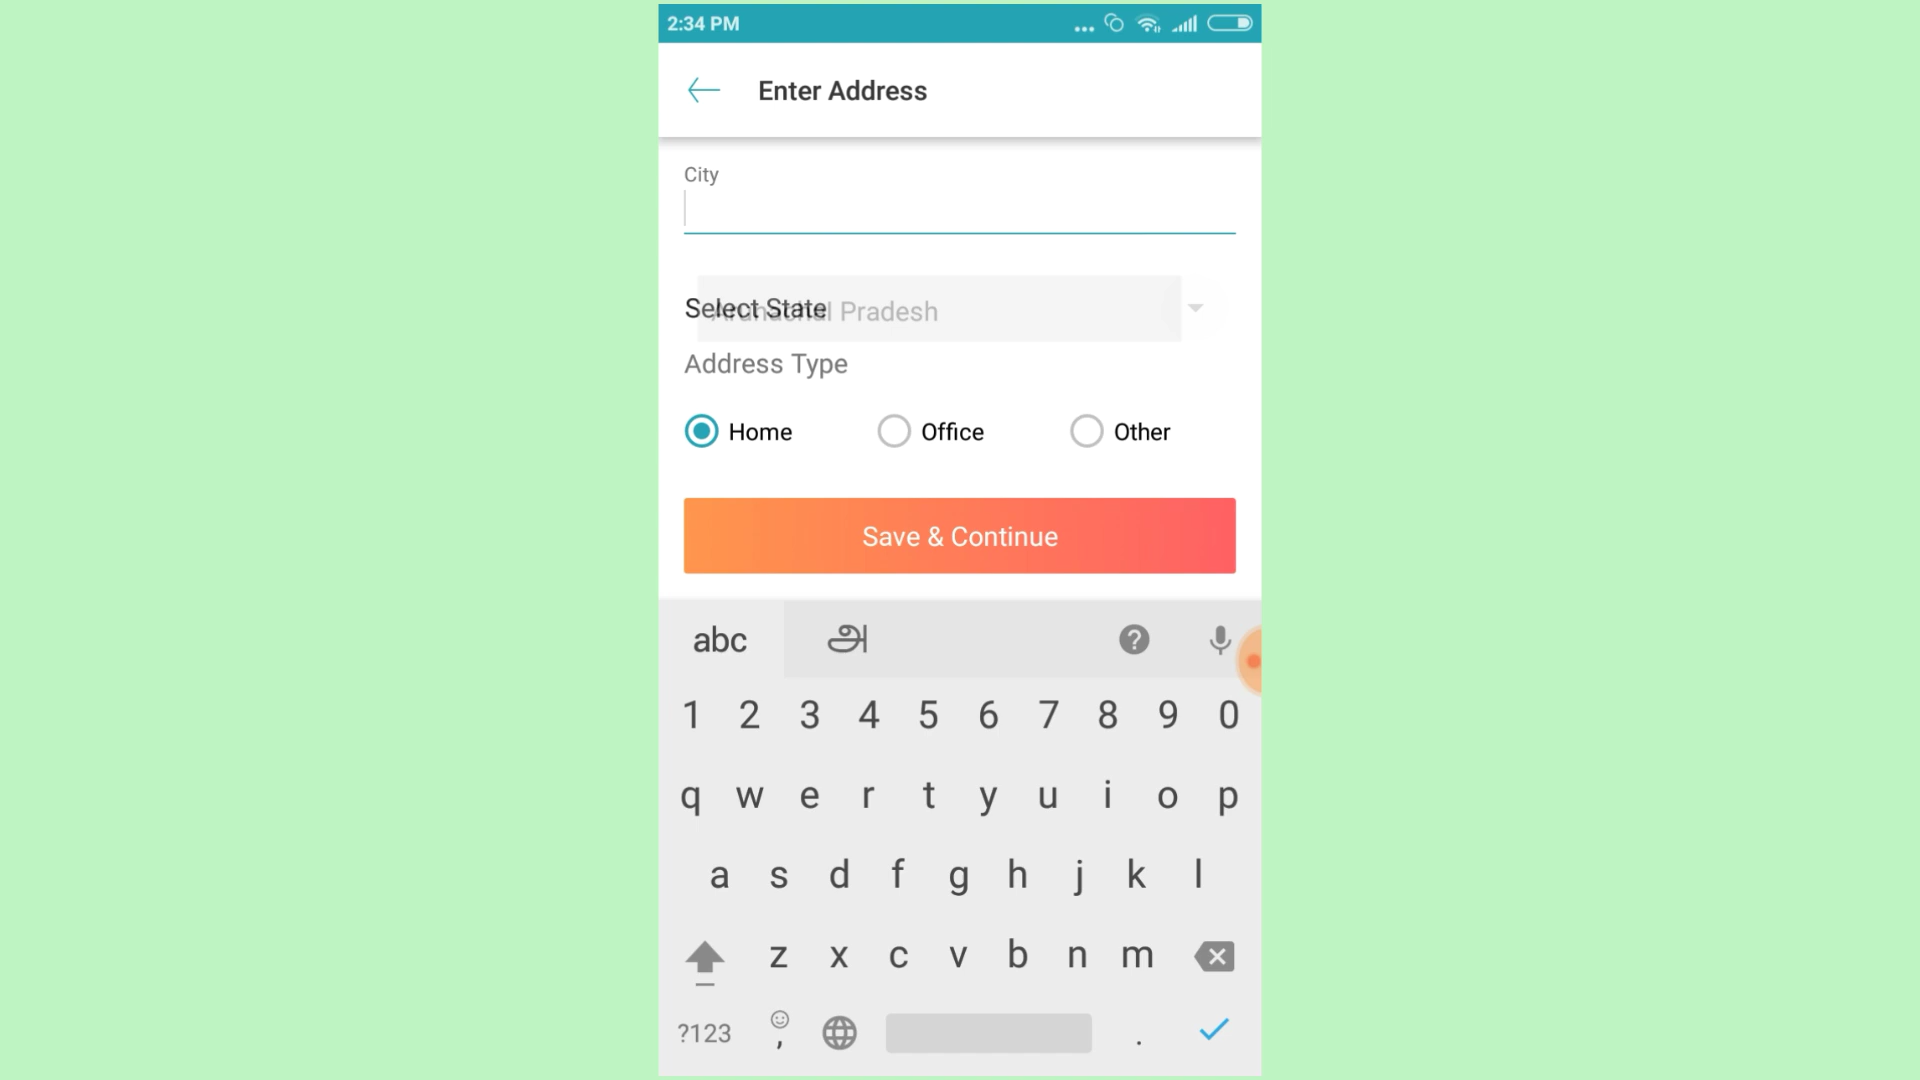 2:34 PM
Enter Address
City
Select State
Arunachal Pradesh
Address Type
Home Office Other
Save & Continue
abc அ
1 2 3 4 5 6 7 8 9 0
q w e r t y u i o p
a s d f g h j k l
z x c v b n m
?123 , .